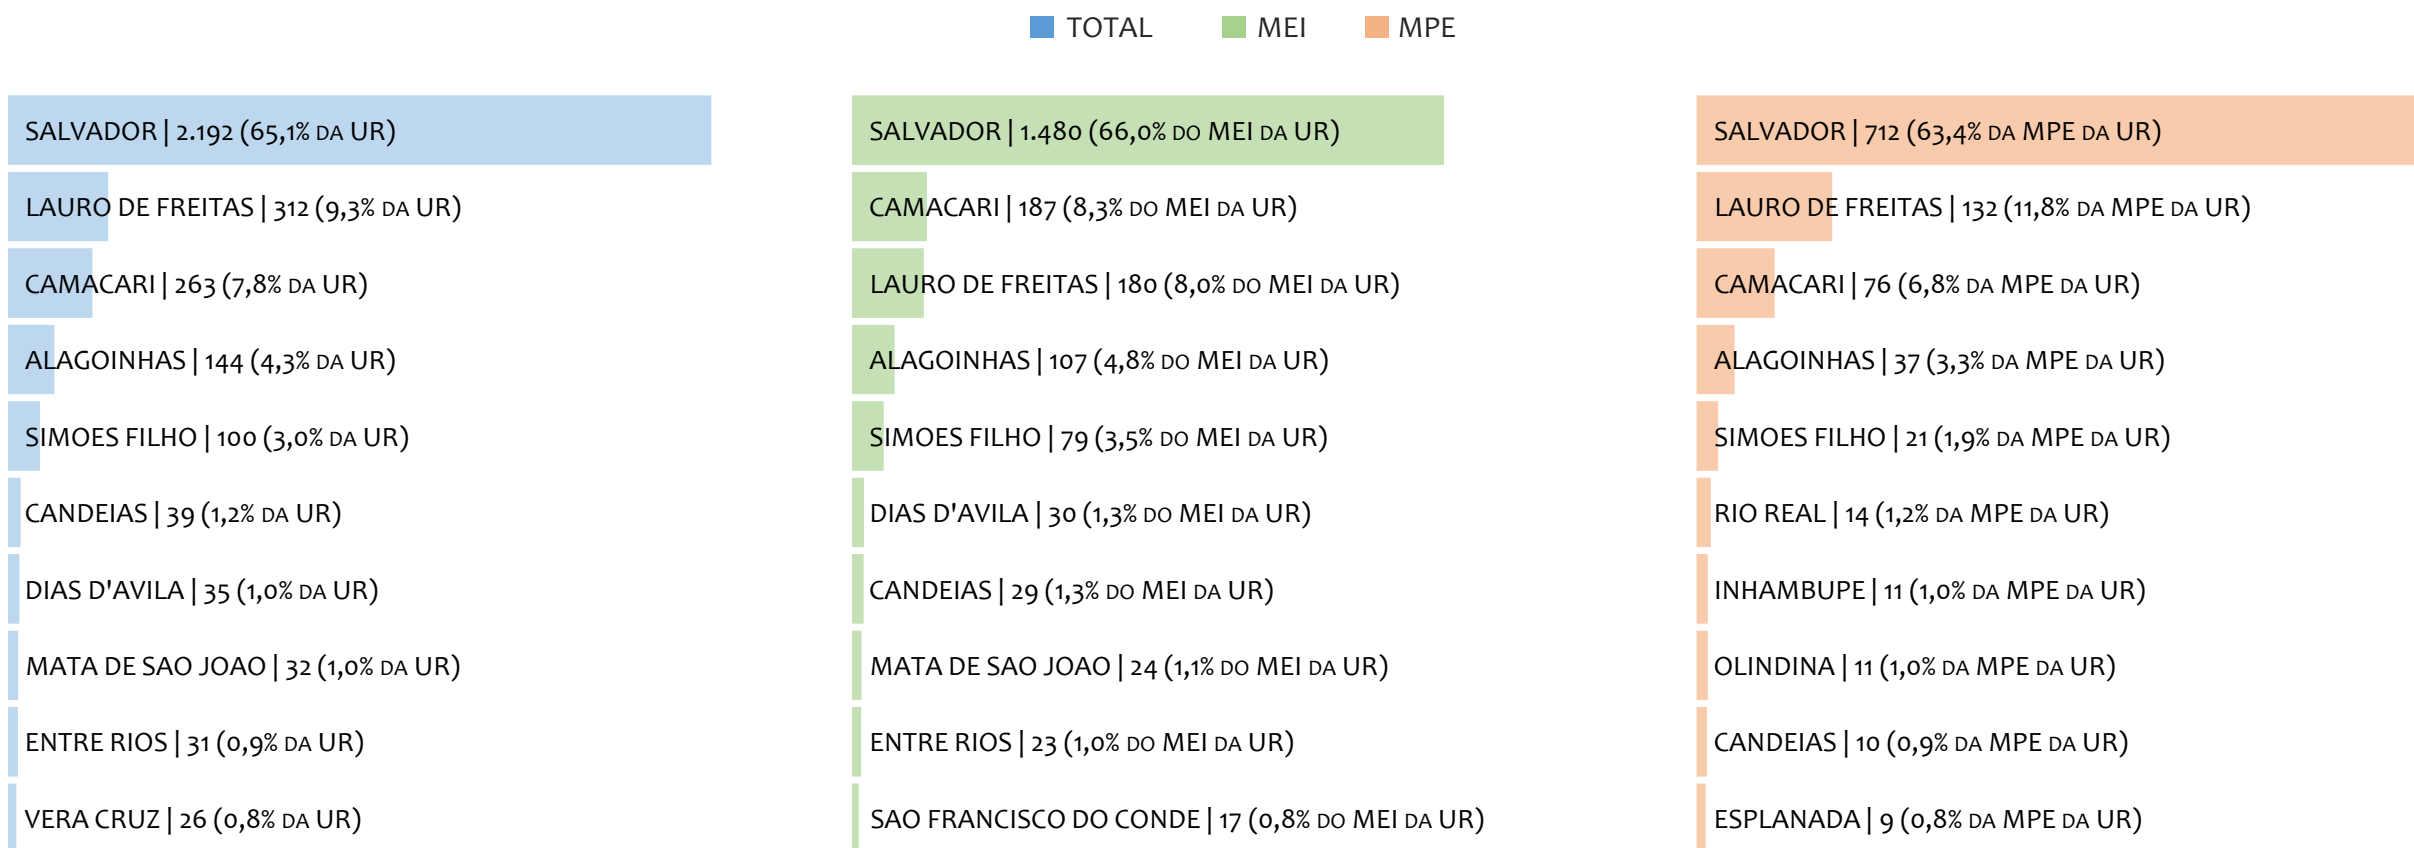 TOTAL MEI MPE
SALVADOR | 2.192 (65,1% DA UR)
LAURO DE FREITAS | 312 (9,3% DA UR)
CAMACARI | 263 (7,8% DA UR)
ALAGOINHAS | 144 (4,3% DA UR)
SIMOES FILHO | 100 (3,0% DA UR)
CANDEIAS | 39 (1,2% DA UR)
DIAS D'AVILA | 35 (1,0% DA UR)
MATA DE SAO JOAO | 32 (1,0% DA UR)
ENTRE RIOS | 31 (0,9% DA UR)
VERA CRUZ | 26 (0,8% DA UR)
SALVADOR | 1.480 (66,0% DO MEI DA UR)
CAMACARI | 187 (8,3% DO MEI DA UR)
LAURO DE FREITAS | 180 (8,0% DO MEI DA UR)
ALAGOINHAS | 107 (4,8% DO MEI DA UR)
SIMOES FILHO | 79 (3,5% DO MEI DA UR)
DIAS D'AVILA | 30 (1,3% DO MEI DA UR)
CANDEIAS | 29 (1,3% DO MEI DA UR)
MATA DE SAO JOAO | 24 (1,1% DO MEI DA UR)
ENTRE RIOS | 23 (1,0% DO MEI DA UR)
SAO FRANCISCO DO CONDE | 17 (0,8% DO MEI DA UR)
SALVADOR | 712 (63,4% DA MPE DA UR)
LAURO DE FREITAS | 132 (11,8% DA MPE DA UR)
CAMACARI | 76 (6,8% DA MPE DA UR)
ALAGOINHAS | 37 (3,3% DA MPE DA UR)
SIMOES FILHO | 21 (1,9% DA MPE DA UR)
RIO REAL | 14 (1,2% DA MPE DA UR)
INHAMBUPE | 11 (1,0% DA MPE DA UR)
OLINDINA | 11 (1,0% DA MPE DA UR)
CANDEIAS | 10 (0,9% DA MPE DA UR)
ESPLANADA | 9 (0,8% DA MPE DA UR)